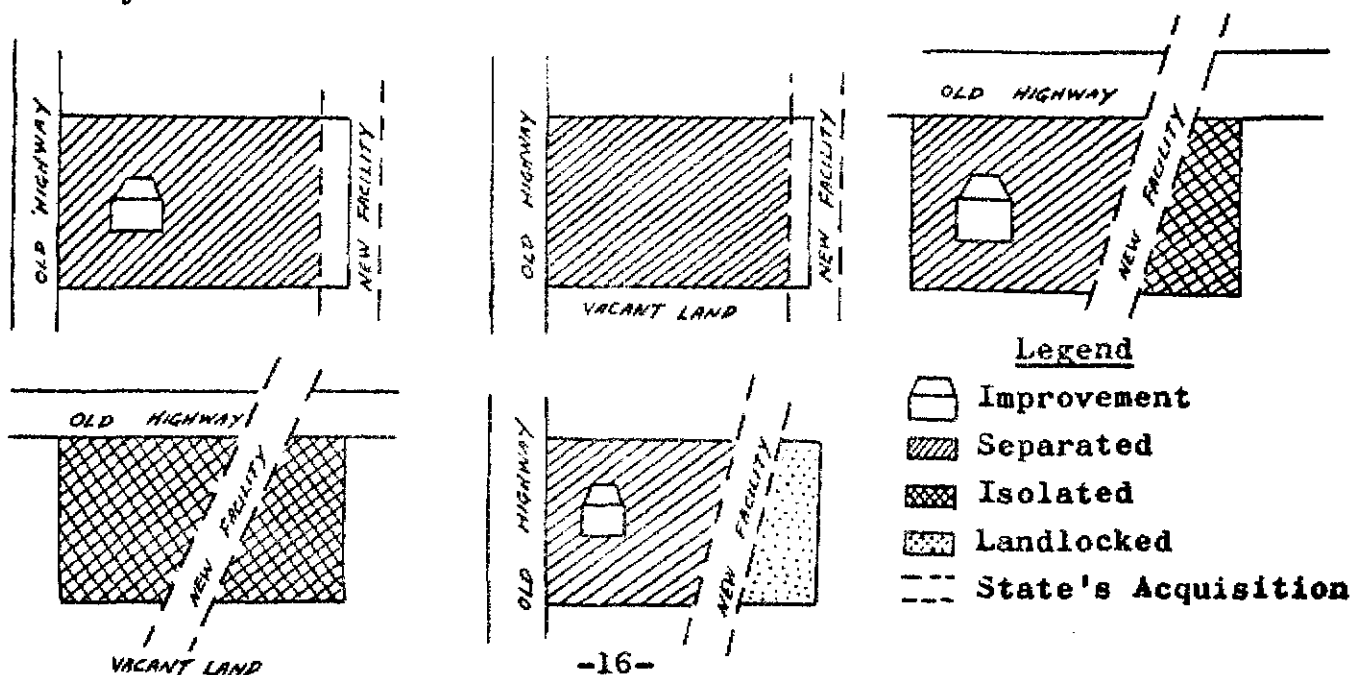 OLD HIGHWAY
NEW FACILITY
OLD HIGHWAY
NEW FACILITY
VACANT LAND
OLD HIGHWAY
NEW FACILITY
OLD HIGHWAY
NEW FACILITY
VACANT LAND
OLD HIGHWAY
NEW FACILITY
Legend
Improvement
Separated
Isolated
Landlocked
State's Acquisition
-16-